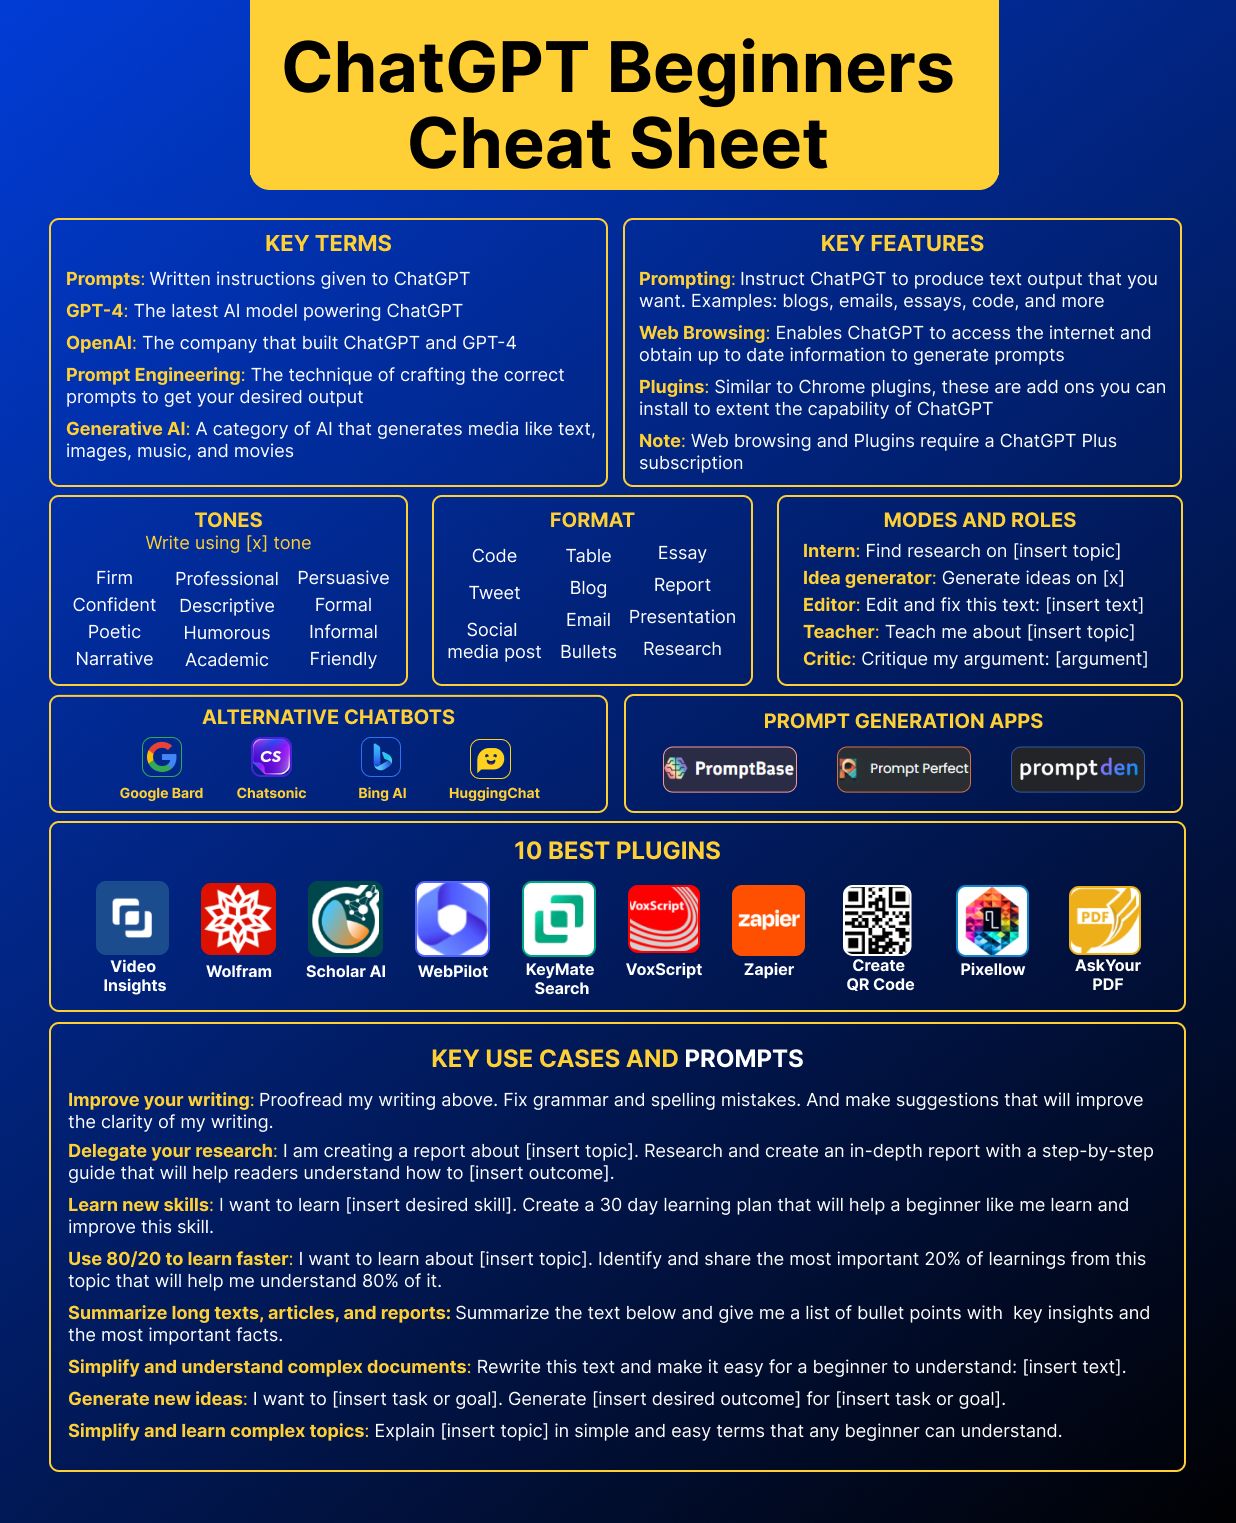 ChatGPT Beginners
Cheat Sheet
KEY TERMS
Prompts: Written instructions given to ChatGPT
GPT-4: The latest AI model powering ChatGPT
OpenAI: The company that built ChatGPT and GPT-4
Prompt Engineering: The technique of crafting the correct
prompts to get your desired output
Generative AI: A category of AI that generates media like text,
images, music, and movies
KEY FEATURES
Prompting: Instruct ChatPGT to produce text output that you
want. Examples: blogs, emails, essays, code, and more
Web Browsing: Enables ChatGPT to access the internet and
obtain up to date information to generate prompts
Plugins: Similar to Chrome plugins, these are add ons you can
install to extent the capability of ChatGPT
Note: Web browsing and Plugins require a ChatGPT Plus
subscription
TONES
Write using [x] tone
Firm Professional Persuasive
Confident Descriptive Formal
Poetic Humorous Informal
Narrative Academic Friendly
FORMAT
Code Table Essay
Tweet Blog Report
Social Email Presentation
media post Bullets Research
MODES AND ROLES
Intern: Find research on [insert topic]
Idea generator: Generate ideas on [x]
Editor: Edit and fix this text: [insert text]
Teacher: Teach me about [insert topic]
Critic: Critique my argument: [argument]
ALTERNATIVE CHATBOTS
CS
Google Bard Chatsonic Bing AI HuggingChat
PROMPT GENERATION APPS
PromptBase Prompt Perfect promptden
10 BEST PLUGINS
VoxScript zapier PDF
Video Insights
Wolfram
Scholar AI
WebPilot
KeyMate Search
VoxScript
Zapier
Create QR Code
Pixellow
AskYour PDF
KEY USE CASES AND PROMPTS
Improve your writing: Proofread my writing above. Fix grammar and spelling mistakes. And make suggestions that will improve
the clarity of my writing.
Delegate your research: I am creating a report about [insert topic]. Research and create an in-depth report with a step-by-step
guide that will help readers understand how to [insert outcome].
Learn new skills: I want to learn [insert desired skill]. Create a 30 day learning plan that will help a beginner like me learn and
improve this skill.
Use 80/20 to learn faster: I want to learn about [insert topic]. Identify and share the most important 20% of learnings from this
topic that will help me understand 80% of it.
Summarize long texts, articles, and reports: Summarize the text below and give me a list of bullet points with  key insights and
the most important facts.
Simplify and understand complex documents: Rewrite this text and make it easy for a beginner to understand: [insert text].
Generate new ideas: I want to [insert task or goal]. Generate [insert desired outcome] for [insert task or goal].
Simplify and learn complex topics: Explain [insert topic] in simple and easy terms that any beginner can understand.